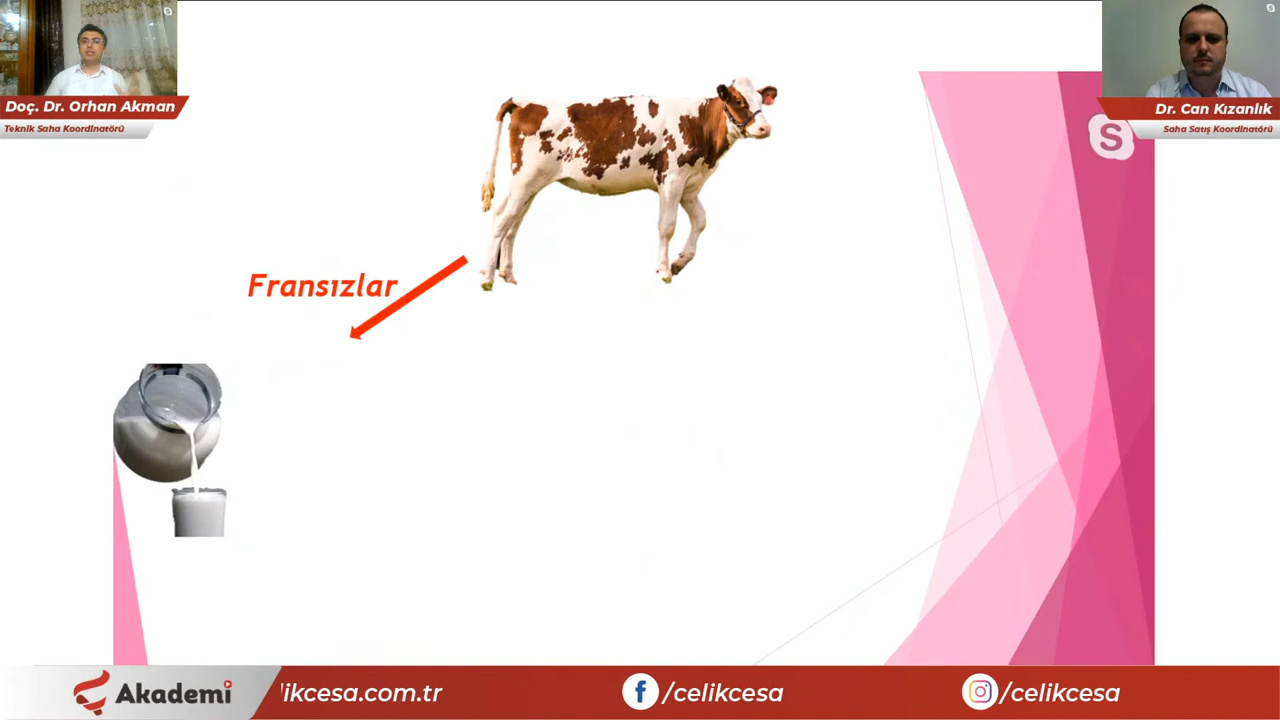 Doç. Dr. Orhan Akman
Teknik Saha Koordinatörü
Dr. Can Kızanlık
Saha Satış Koordinatörü
S
Fransızlar
Akademi
likcesa.com.tr
f
/celikcesa
/celikcesa